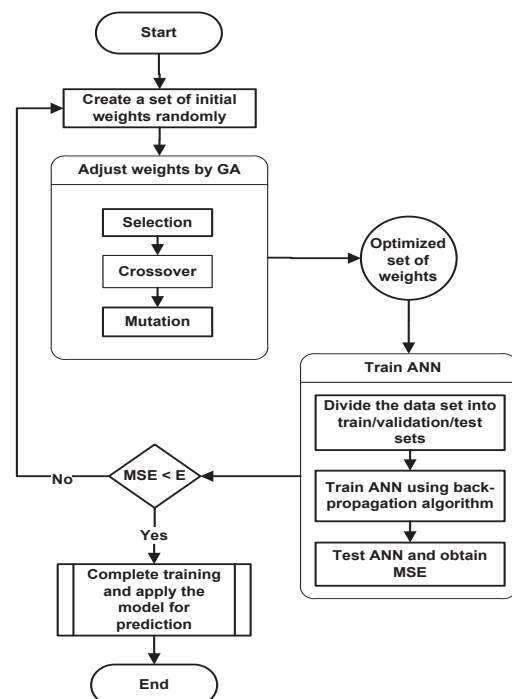 Start
Create a set of initial
weights randomly
Adjust weights by GA
Selection
Crossover
Mutation
Optimized
set of
weights
Train ANN
Divide the data set into
train/validation/test
sets
Train ANN using back-
propagation algorithm
Test ANN and obtain
MSE
MSE < E
No
Yes
Complete training
and apply the
model for
prediction
End